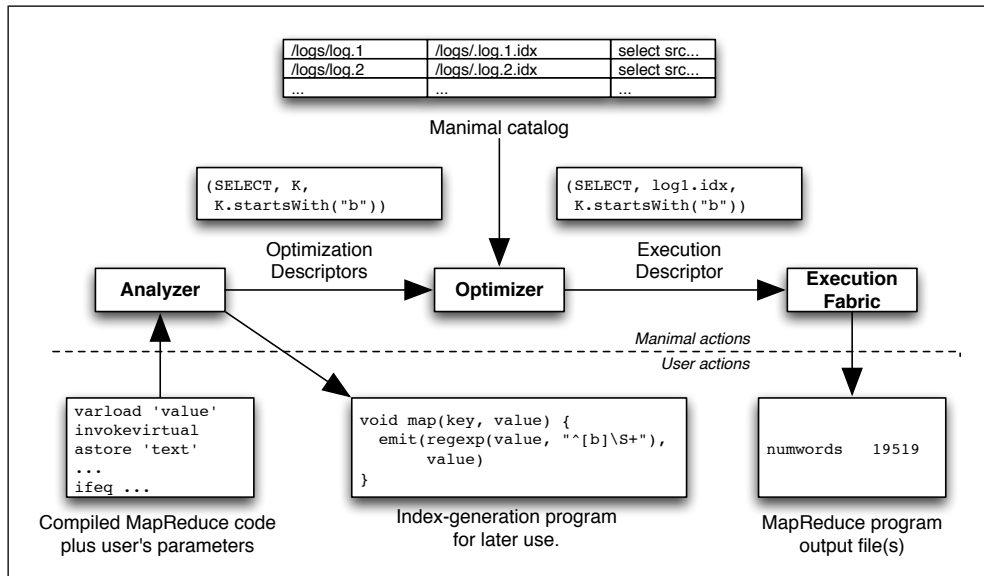 /logs/log.1 /logs/.log.1.idx select src...
/logs/log.2 /logs/.log.2.idx select src...
... ... ...
Manimal catalog
(SELECT, K,
K.startsWith("b"))
(SELECT, log1.idx,
K.startsWith("b"))
Optimization
Descriptors
Execution
Descriptor
Analyzer
Optimizer
Execution
Fabric
Manimal actions
User actions
varload 'value'
invokevirtual
astore 'text'
...
ifeq ...
void map(key, value) {
emit(regexp(value, "^[b]\S+"),
value)
}
numwords 19519
Compiled MapReduce code
plus user's parameters
Index-generation program
for later use.
MapReduce program
output file(s)